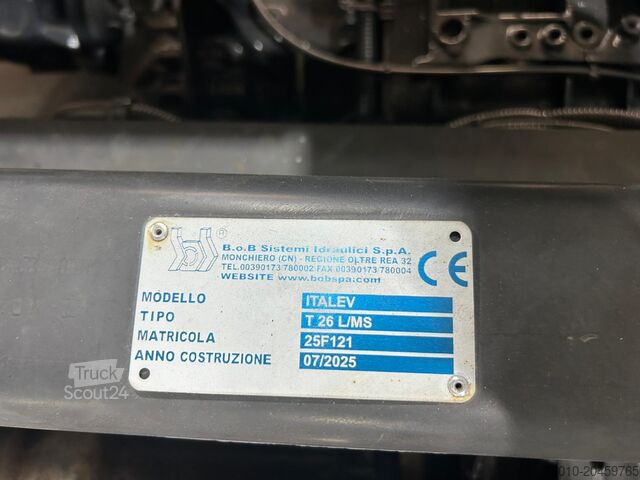 ®
B.o.B Sistemi Idraulici S.p.A.
MONCHIERO (CN) - REGIONE OLTRE REA 32
TEL.00390173/780002 FAX 00390173/780004
WEBSITE www.bobspa.com
CE
MODELLO ITALEV
TIPO T 26 L/MS
MATRICOLA 25F121
ANNO COSTRUZIONE 07/2025
Truck
Scout24
010-20459765